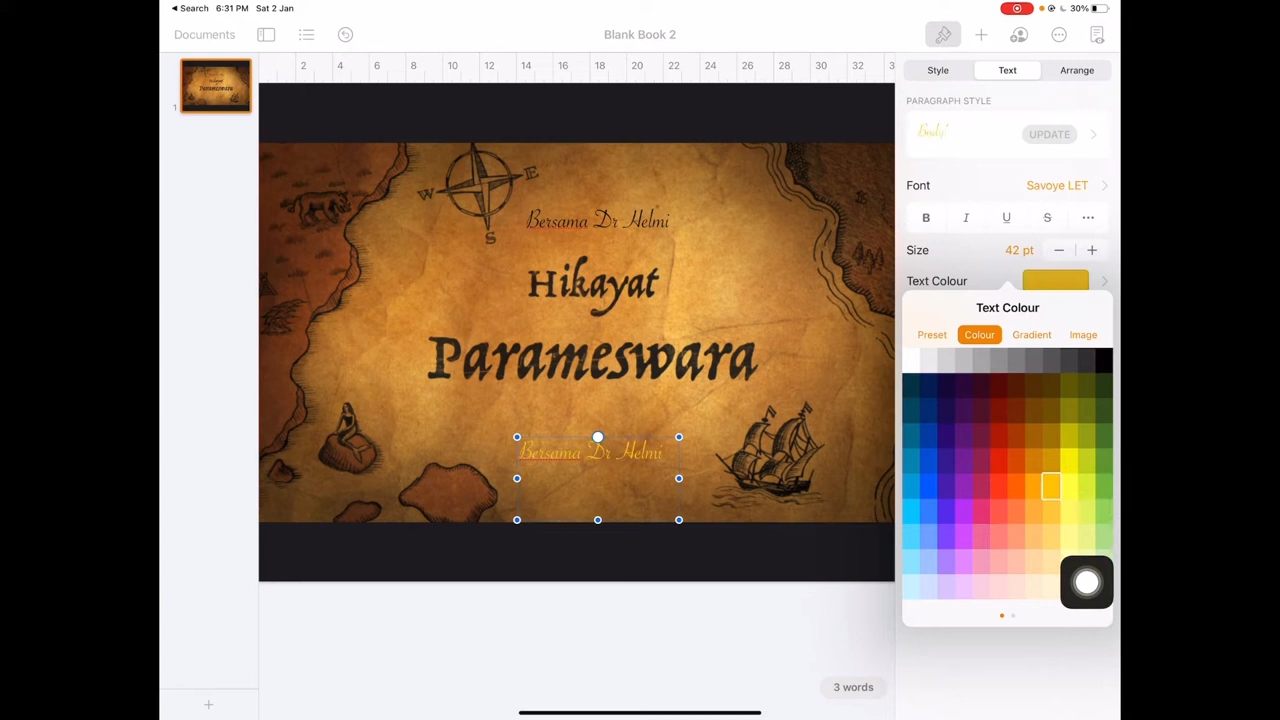 Search 6:31 PM Sat 2 Jan 30%
Documents Blank Book 2
2 4 6 8 10 12 14 16 18 20 22 24 26 28 30 32 3
1
W E S
Bersama Dr Helmi
Hikayat
Parameswara
Bersama Dr Helmi
3 words
Style Text Arrange
PARAGRAPH STYLE
Body* UPDATE
Font Savoye LET
B I U S
Size 42 pt
Text Colour
Text Colour
Preset Colour Gradient Image